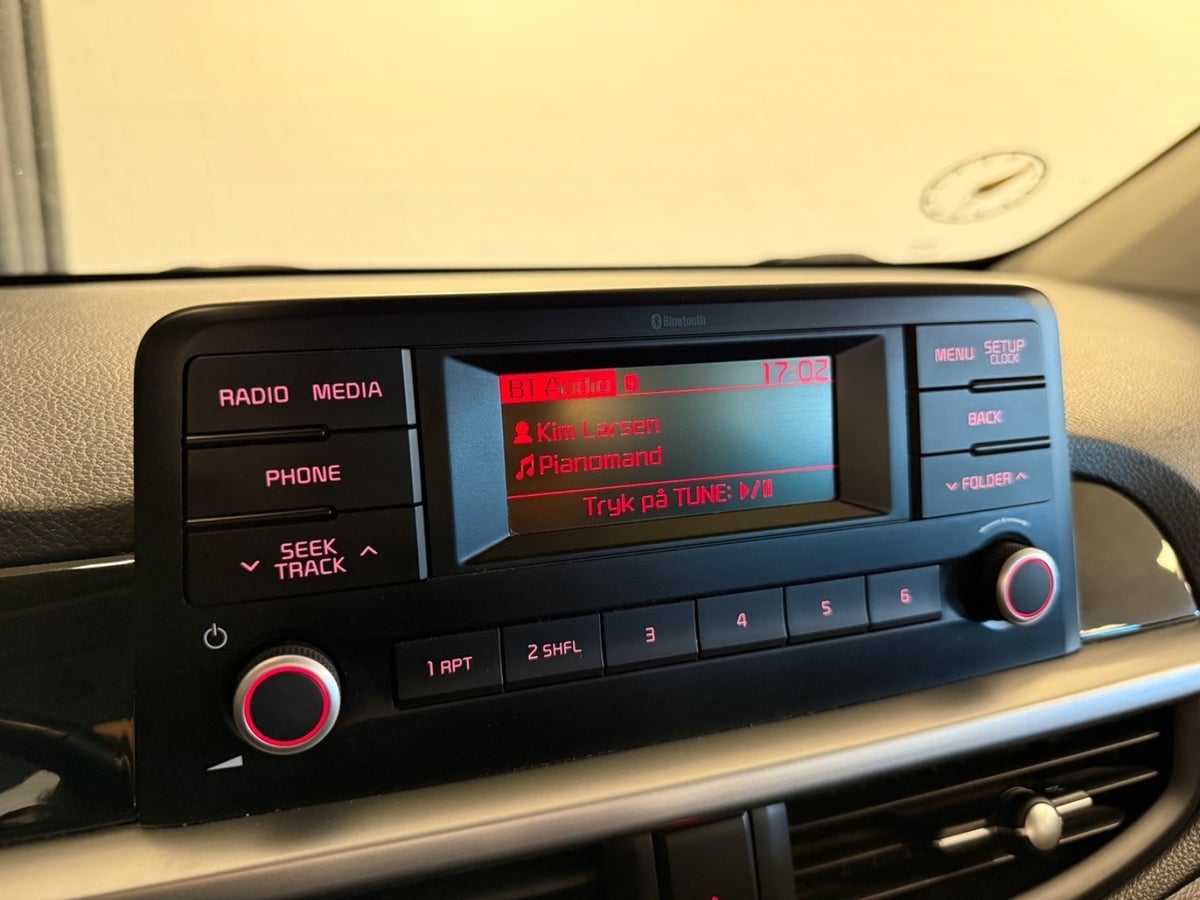 Bluetooth
RADIO MEDIA
PHONE
SEEK
TRACK
BT Audio
17:02
Kim Larsen
Pianomand
Tryk på TUNE: ▶/II
MENU SETUP
CLOCK
BACK
FOLDER
1 RPT
2 SHFL
3
4
5
6